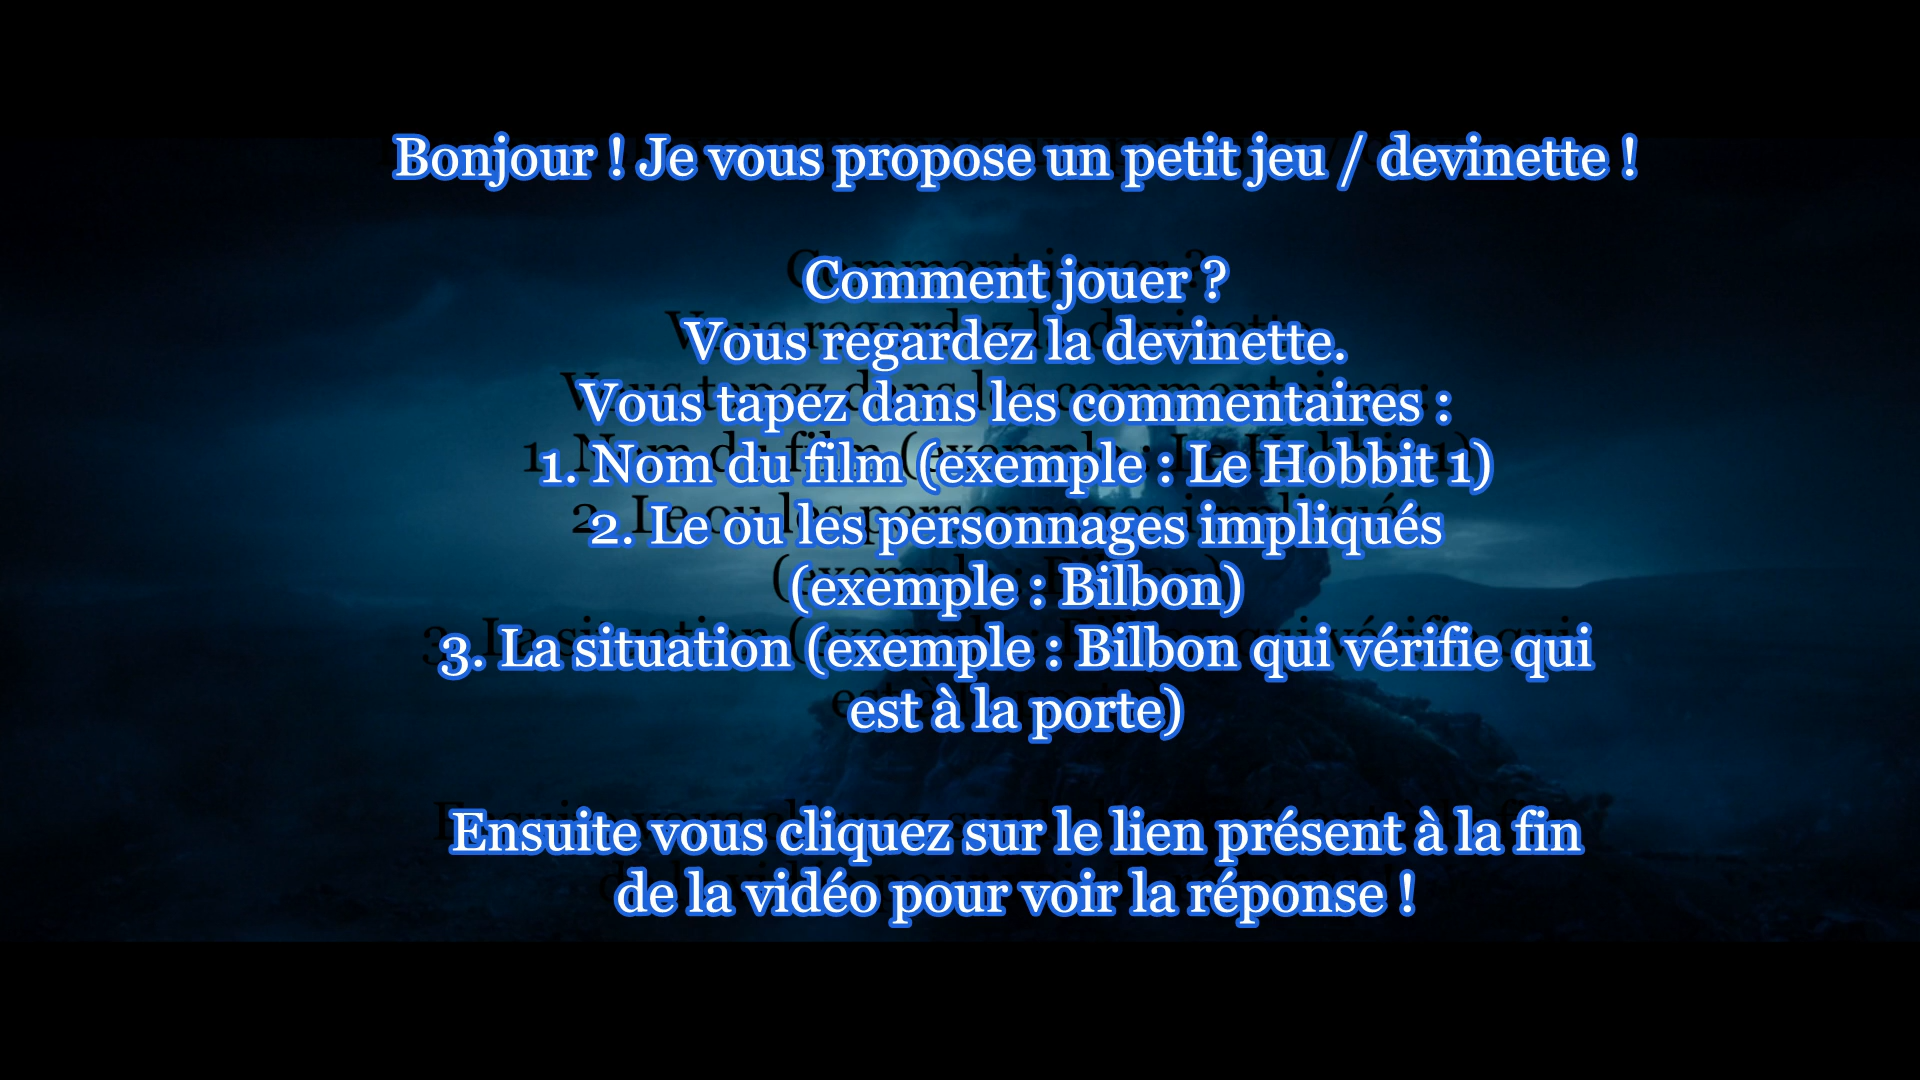 Bonjour ! Je vous propose un petit jeu / devinette !
Comment jouer ?
Vous regardez la devinette.
Vous tapez dans les commentaires :
1. Nom du film (exemple : Le Hobbit 1)
2. Le ou les personnages impliqués
(exemple : Bilbon)
3. La situation (exemple : Bilbon qui vérifie qui
est à la porte)
Ensuite vous cliquez sur le lien présent à la fin
de la vidéo pour voir la réponse !